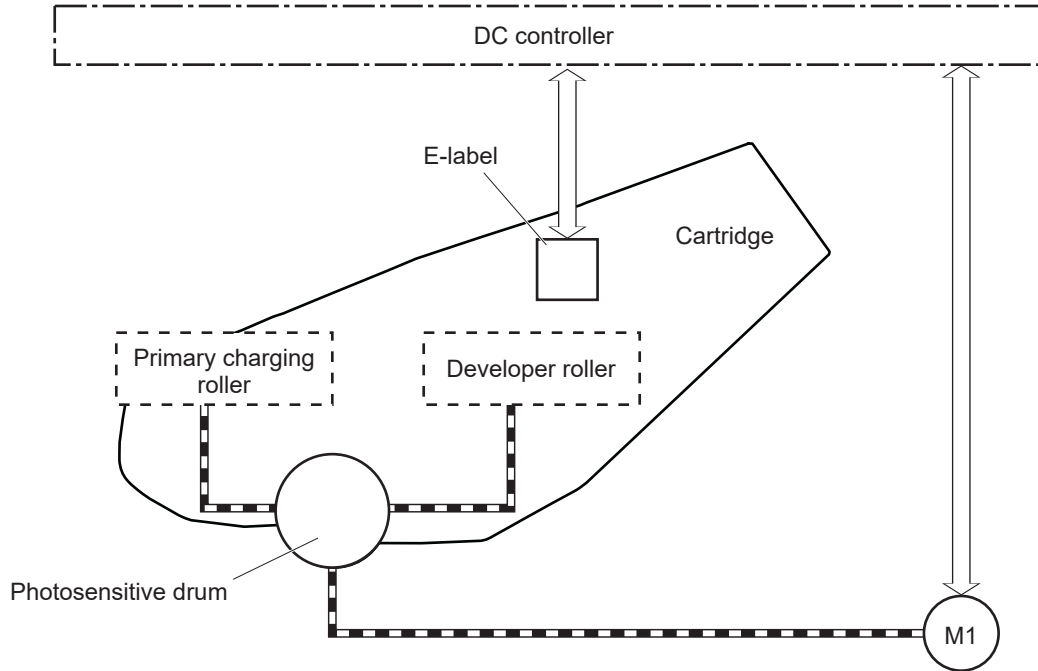 DC controller
E-label
Cartridge
Primary charging
roller
Developer roller
Photosensitive drum
M1